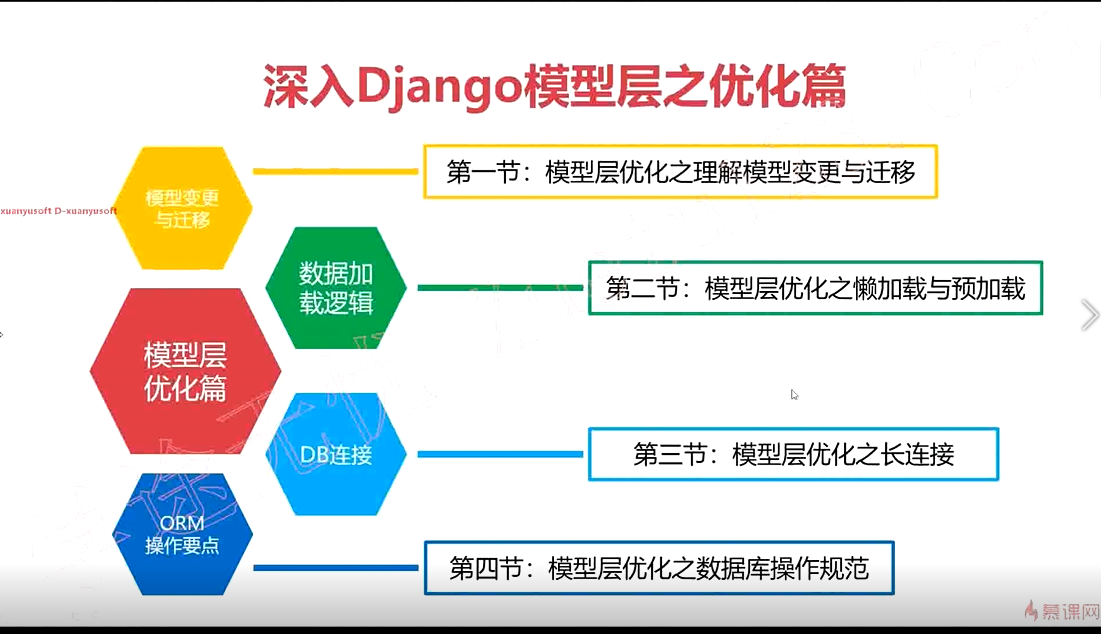 深入Django模型层之优化篇
模型变更
与迁移
第一节：模型层优化之理解模型变更与迁移
xuanyusoft D-xuanyusoft
数据加
载逻辑
第二节：模型层优化之懒加载与预加载
模型层
优化篇
DB连接
第三节：模型层优化之长连接
ORM
操作要点
第四节：模型层优化之数据库操作规范
慕课网